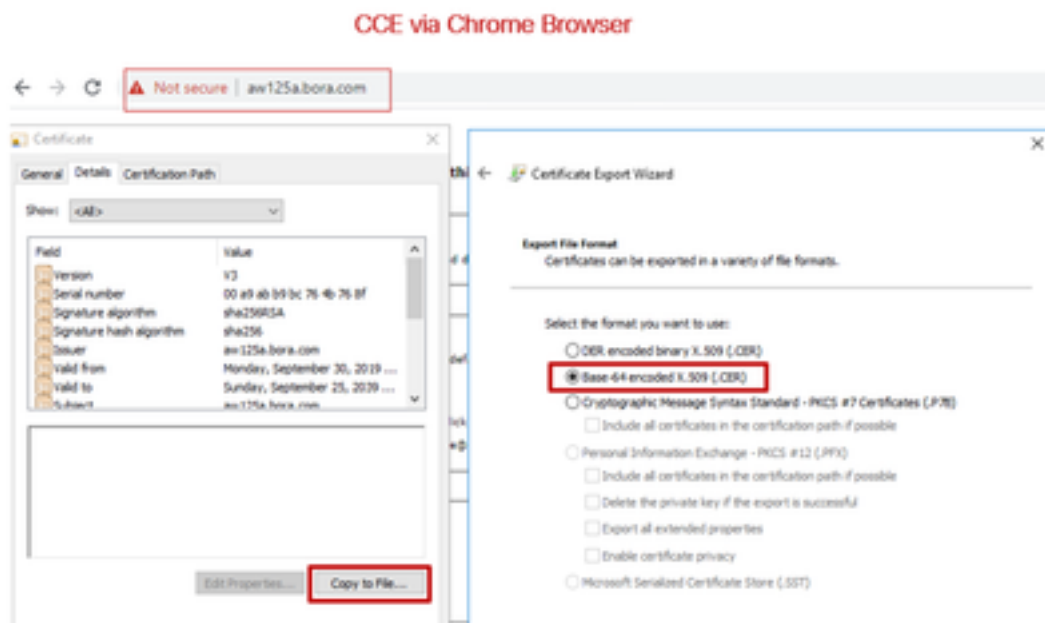 CCE via Chrome Browser
Not secure | aw125a.bora.com
Certificate
General Details Certification Path
Show: <All>
Field Value
Version V3
Serial number 00 a9 ab b9 bc 76 4b 76 8f
Signature algorithm sha256RSA
Signature hash algorithm sha256
Issuer aw125a.bora.com
Valid from Monday, September 30, 2019 ...
Valid to Sunday, September 25, 2039 ...
Subject aw125a.bora.com
Edit Properties...
Copy to File...
Certificate Export Wizard
Export File Format
Certificates can be exported in a variety of file formats.
Select the format you want to use:
DER encoded binary X.509 (.CER)
Base-64 encoded X.509 (.CER)
Cryptographic Message Syntax Standard - PKCS #7 Certificates (.P7B)
Include all certificates in the certification path if possible
Personal Information Exchange - PKCS #12 (.PFX)
Include all certificates in the certification path if possible
Delete the private key if the export is successful
Export all extended properties
Enable certificate privacy
Microsoft Serialized Certificate Store (.SST)